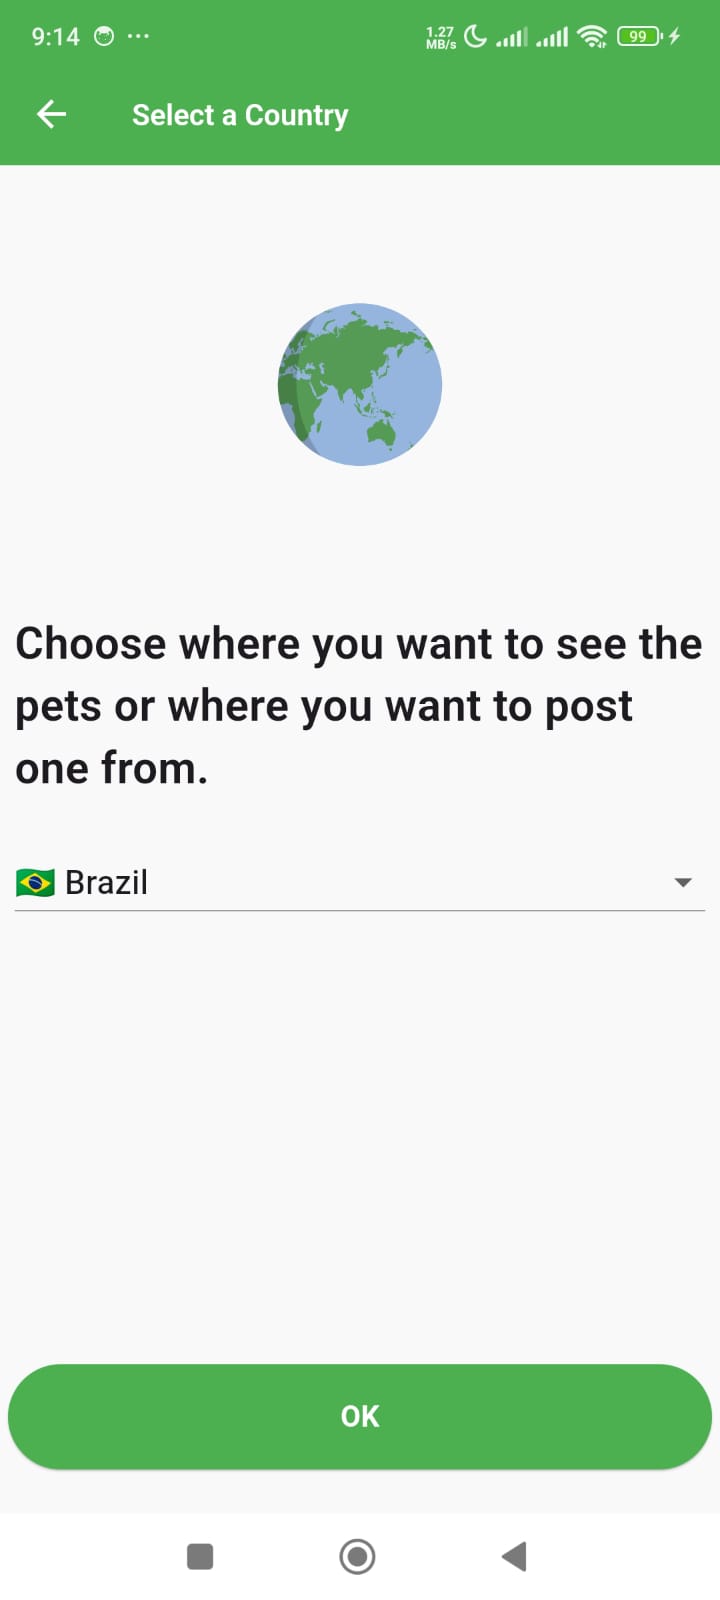 9:14 ...
1.27
MB/s
99
Select a Country
Choose where you want to see the
pets or where you want to post
one from.
🇧🇷 Brazil
OK